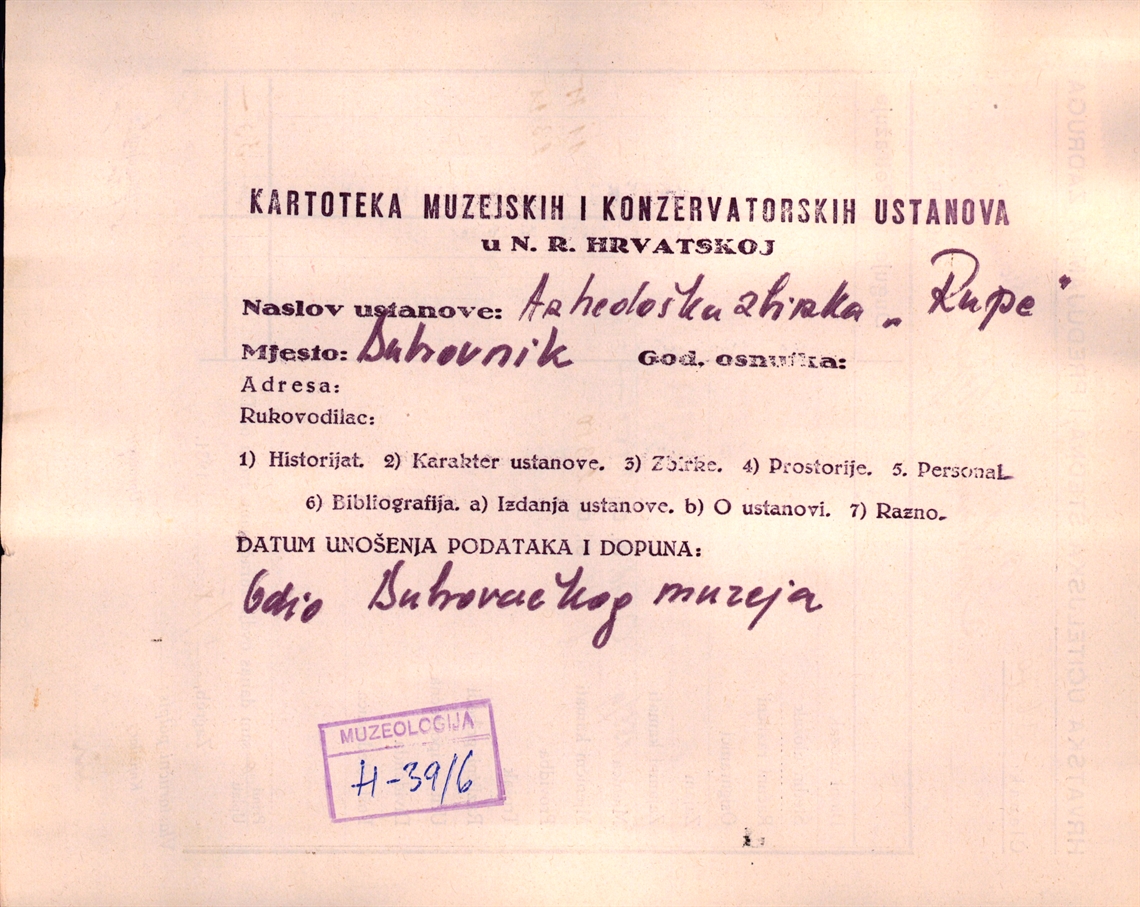 KARTOTEKA MUZEJSKIH I KONZERVATORSKIH USTANOVA
u N. R. HRVATSKOJ
Naslov ustanove: Arheološka zbirka „Rupe"
Mjesto: Dubrovnik God. osnutka:
Adresa:
Rukovodilac:
1) Historijat. 2) Karakter ustanove. 3) Zbirke. 4) Prostorije. 5. Personal.
6) Bibliografija. a) Izdanja ustanove. b) O ustanovi. 7) Razno.
DATUM UNOŠENJA PODATAKA I DOPUNA:
Odio Dubrovačkog muzeja
MUZEOLOGIJA
H-39/6